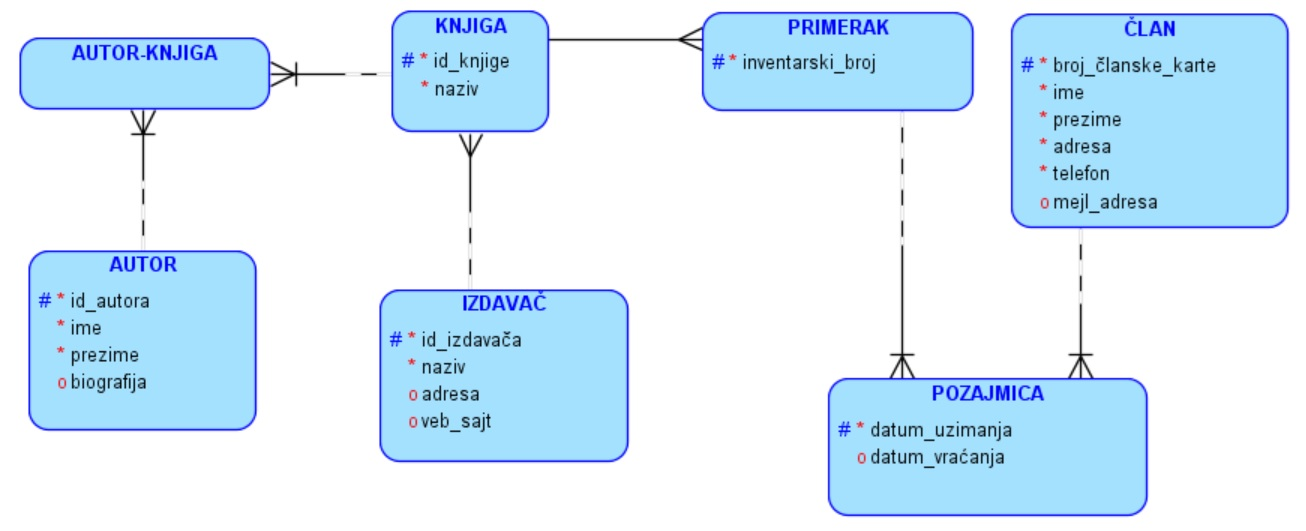 AUTOR-KNJIGA
KNJIGA
# * id_knjige
* naziv
PRIMERAK
# * inventarski_broj
ČLAN
# * broj_članske_karte
* ime
* prezime
* adresa
* telefon
o mejl_adresa
AUTOR
# * id_autora
* ime
* prezime
o biografija
IZDAVAČ
# * id_izdavača
* naziv
o adresa
o veb_sajt
POZAJMICA
# * datum_uzimanja
o datum_vraćanja